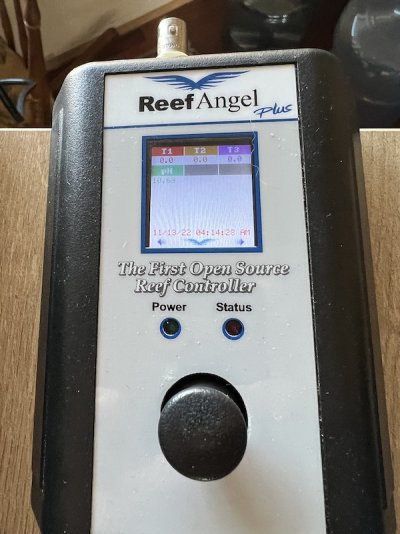 ReefAngel
Plus
T1 T2 T3
0.0 0.0 0.0
pH
10.63
11/13/22 04:14:28 AM
The First Open Source
Reef Controller
Power Status